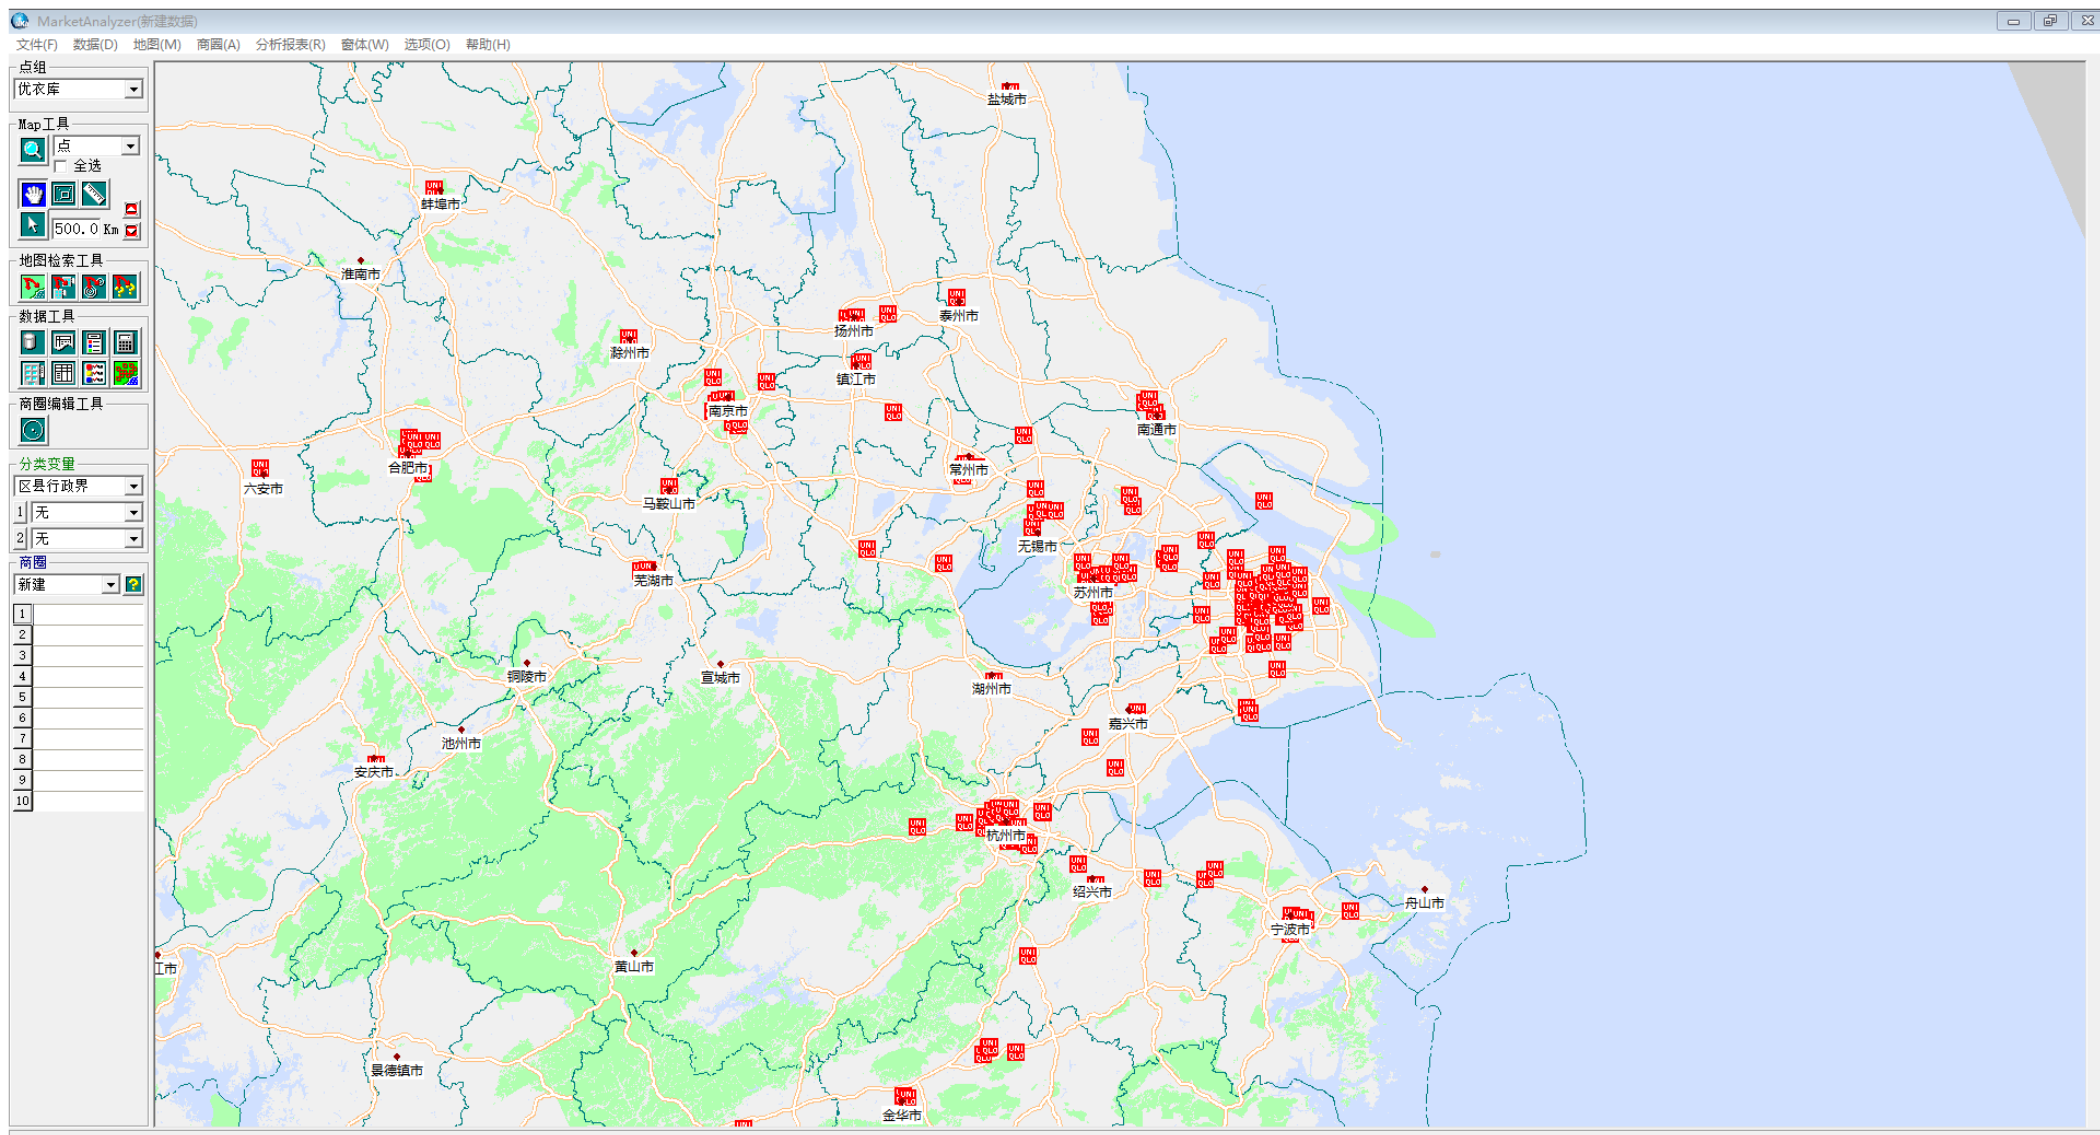 MarketAnalyzer(新建数据)
文件(F) 数据(D) 地图(M) 商圈(A) 分析报表(R) 窗体(W) 选项(O) 帮助(H)
点组
优衣库
Map工具
点
全选
500.0 Km
地图检索工具
数据工具
商圈编辑工具
分类变量
区县行政界
1 无
2 无
商圈
新建
1
2
3
4
5
6
7
8
9
10
盐城市
蚌埠市
淮南市
泰州市
扬州市
滁州市
镇江市
南京市
南通市
合肥市
常州市
六安市
马鞍山市
无锡市
芜湖市
苏州市
铜陵市
宣城市
湖州市
嘉兴市
池州市
安庆市
杭州市
绍兴市
舟山市
宁波市
黄山市
江市
景德镇市
金华市
UNI
QLO